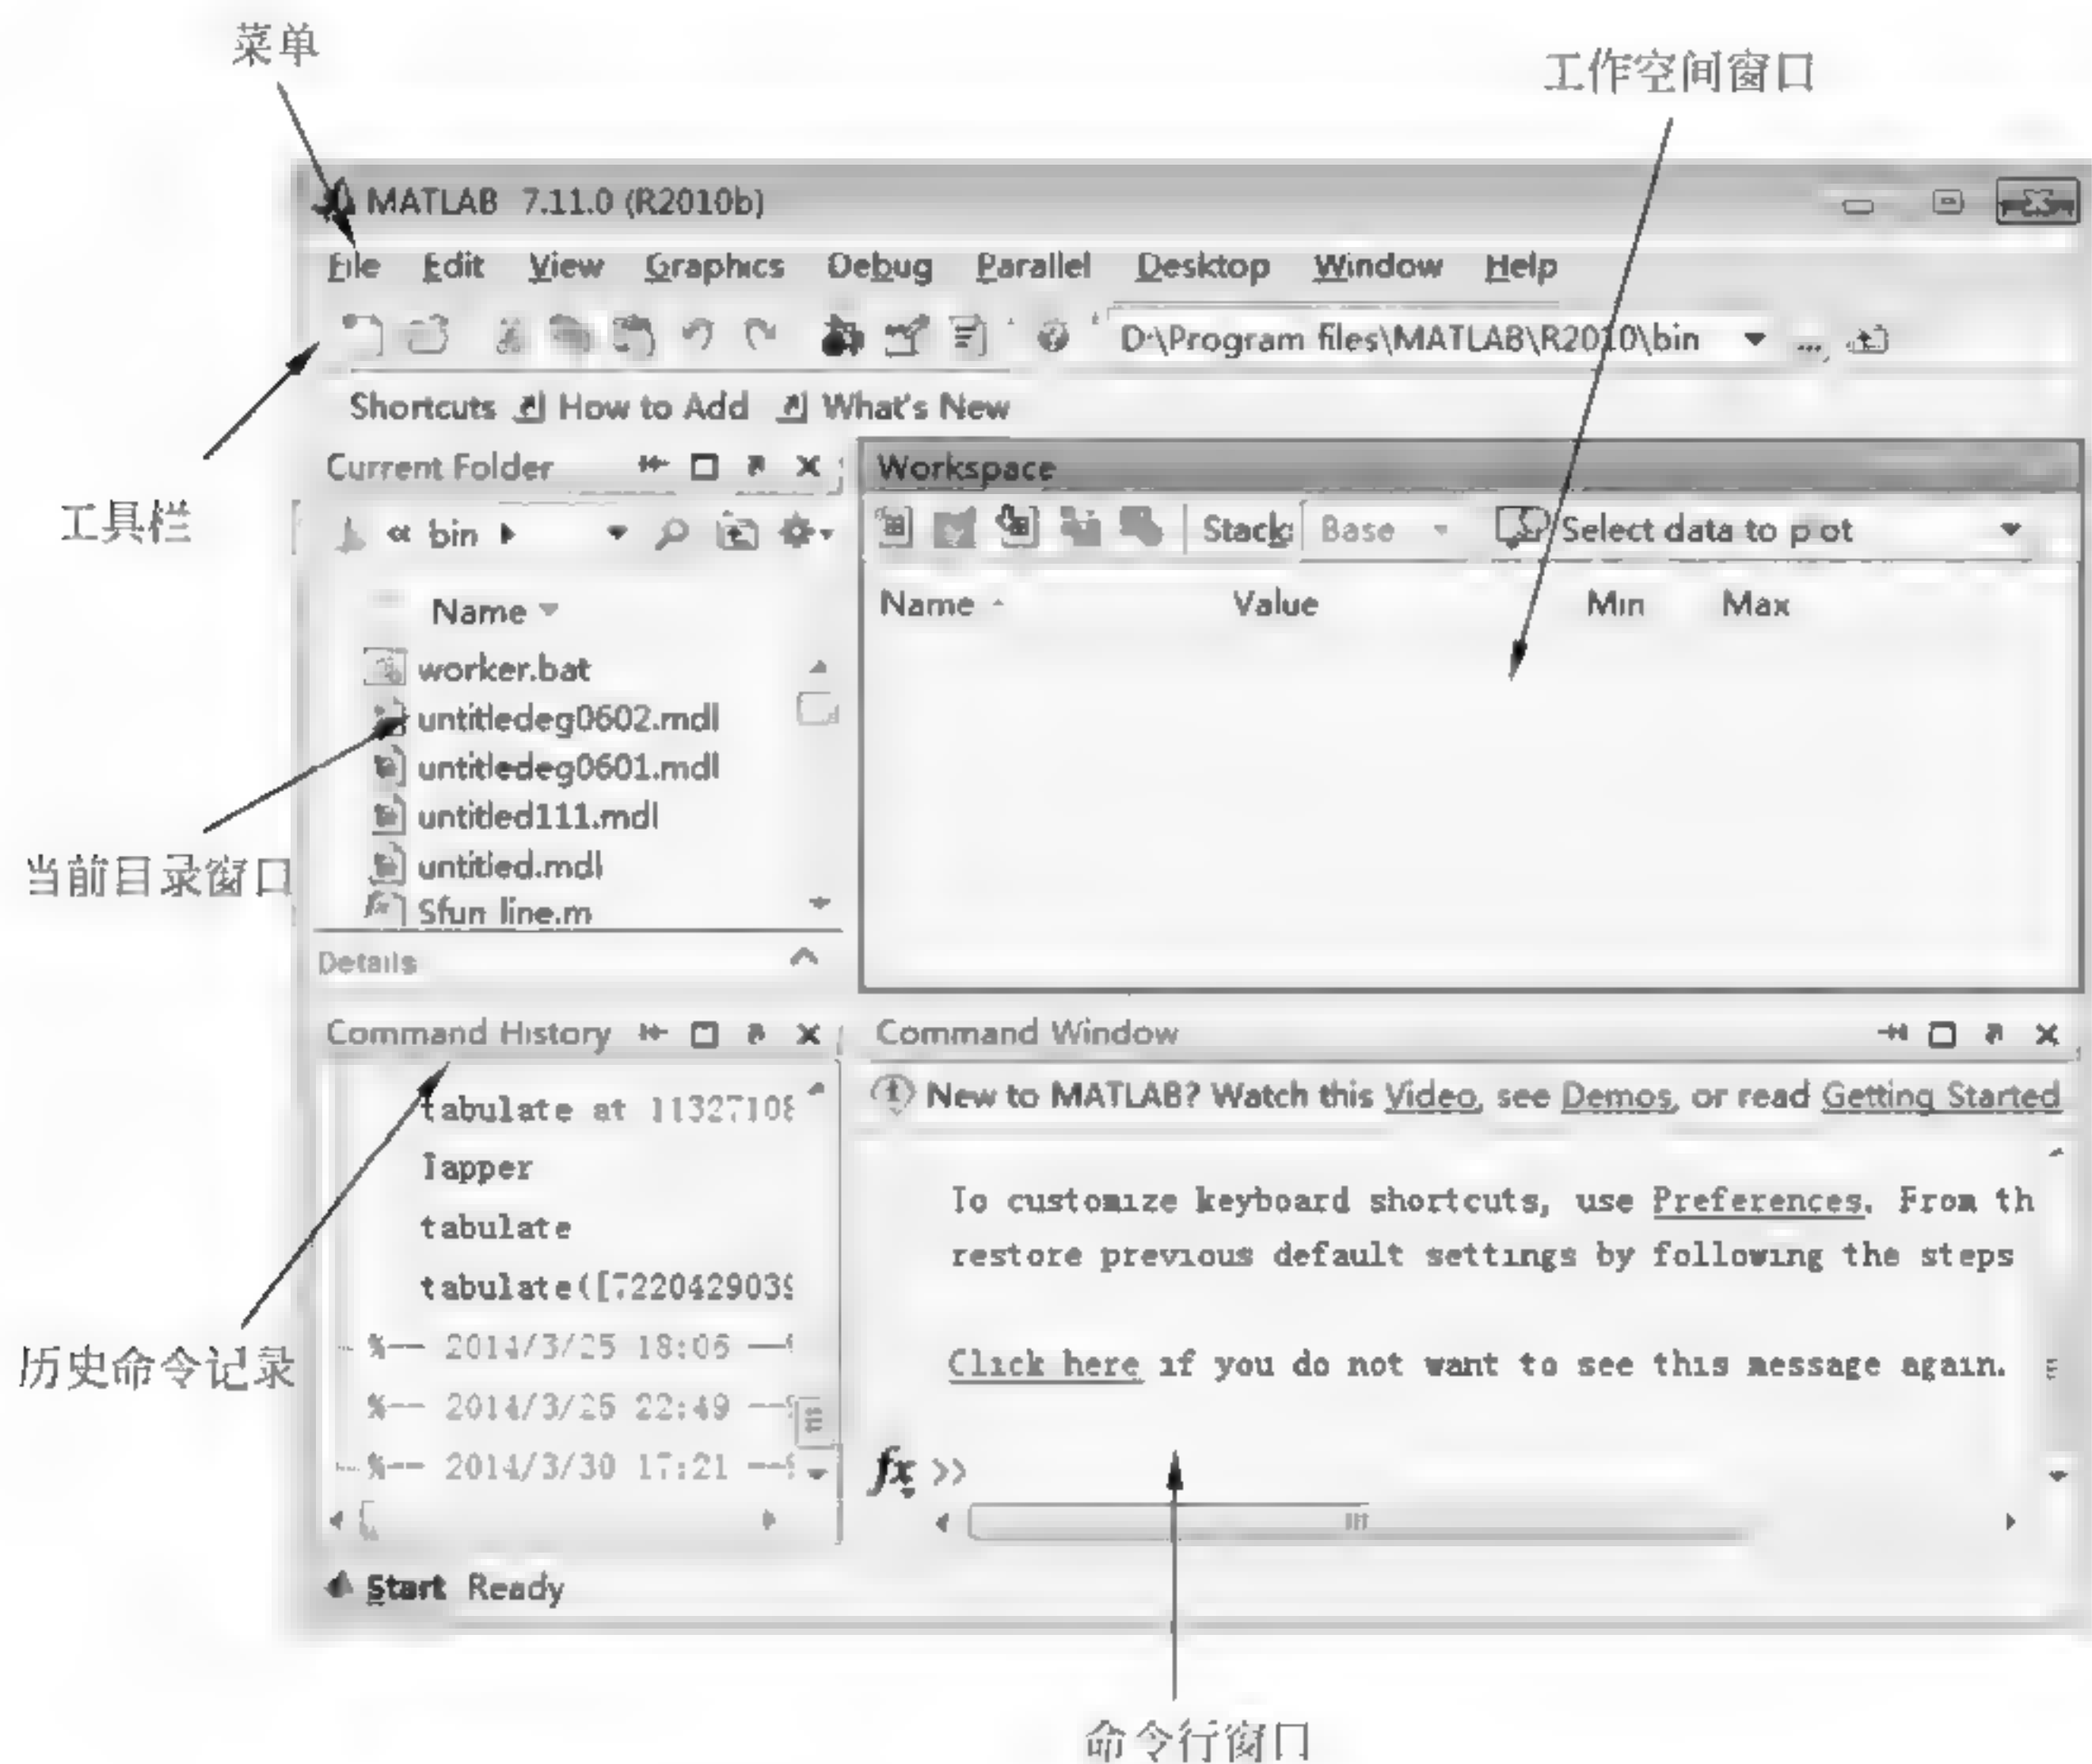 菜单
工作空间窗口
MATLAB 7.11.0 (R2010b)
File Edit View Graphics Debug Parallel Desktop Window Help
D:\Program files\MATLAB\R2010\bin
Shortcuts How to Add What's New
工具栏
Current Folder
« bin
Name
worker.bat
untitledeg0602.mdl
untitledeg0601.mdl
untitled111.mdl
untitled.mdl
Sfun line.m
Details
当前目录窗口
Workspace
Stack: Base Select data to plot
Name Value Min Max
Command History
tabulate at 11327108
tabulate
tabulate([722042903
%-- 2014/3/25 18:06 --
%-- 2014/3/25 22:49 --
%-- 2014/3/30 17:21 --
历史命令记录
Command Window
New to MATLAB? Watch this Video, see Demos, or read Getting Started
To customize keyboard shortcuts, use Preferences. From th
restore previous default settings by following the steps
Click here if you do not want to see this message again.
fx >>
Start Ready
命令行窗口